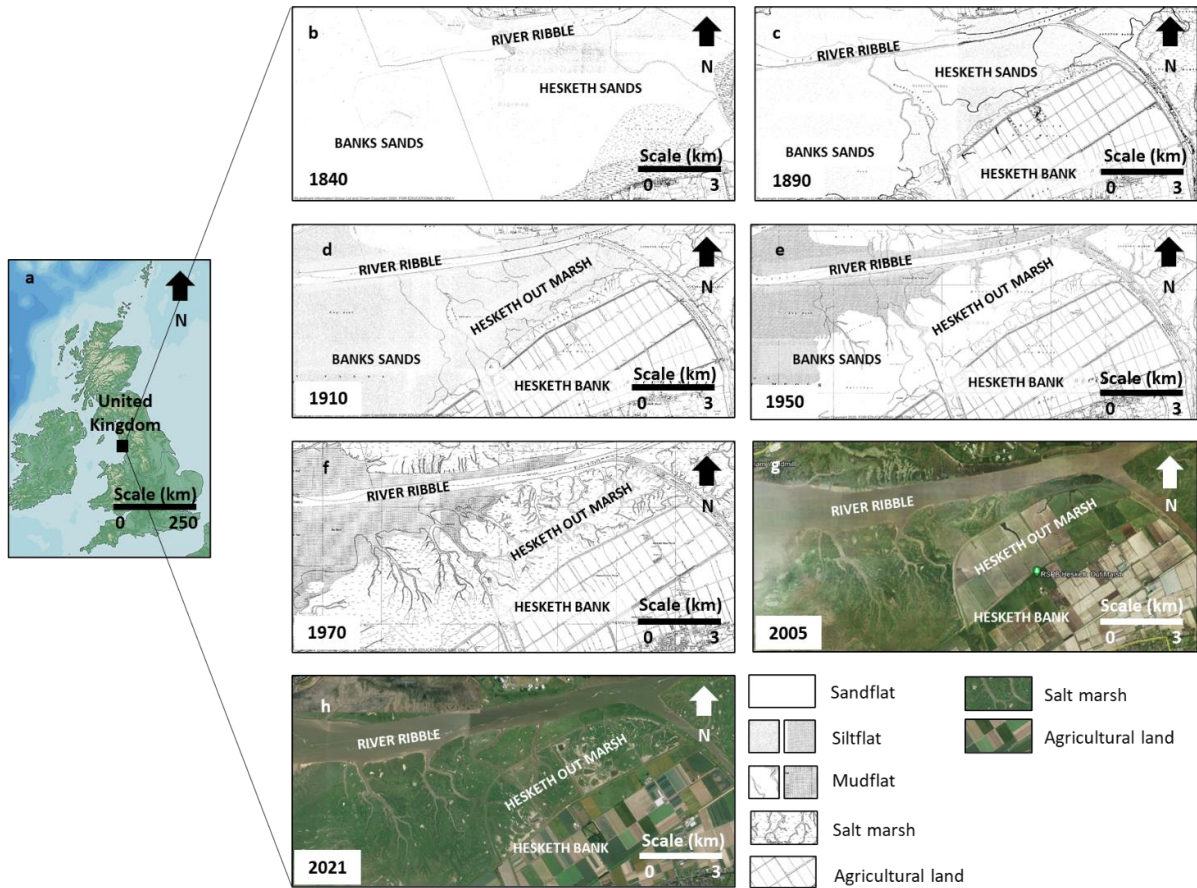 a
N
United
Kingdom
Scale (km)
0 250
b
RIVER RIBBLE
N
HESKETH SANDS
BANKS SANDS
1840
Scale (km)
0 3
c
RIVER RIBBLE
N
HESKETH SANDS
BANKS SANDS
1890
HESKETH BANK
Scale (km)
0 3
d
RIVER RIBBLE
N
HESKETH OUT MARSH
BANKS SANDS
1910
HESKETH BANK
Scale (km)
0 3
e
RIVER RIBBLE
N
HESKETH OUT MARSH
BANKS SANDS
1950
HESKETH BANK
Scale (km)
0 3
f
RIVER RIBBLE
N
HESKETH OUT MARSH
1970
HESKETH BANK
Scale (km)
0 3
g
RIVER RIBBLE
N
HESKETH OUT MARSH
RSPB Hesketh Out Marsh
HESKETH BANK
Scale (km)
0 3
2005
h
RIVER RIBBLE
N
HESKETH OUT MARSH
2021
HESKETH BANK
Scale (km)
0 3
Sandflat
Siltflat
Mudflat
Salt marsh
Agricultural land
Salt marsh
Agricultural land